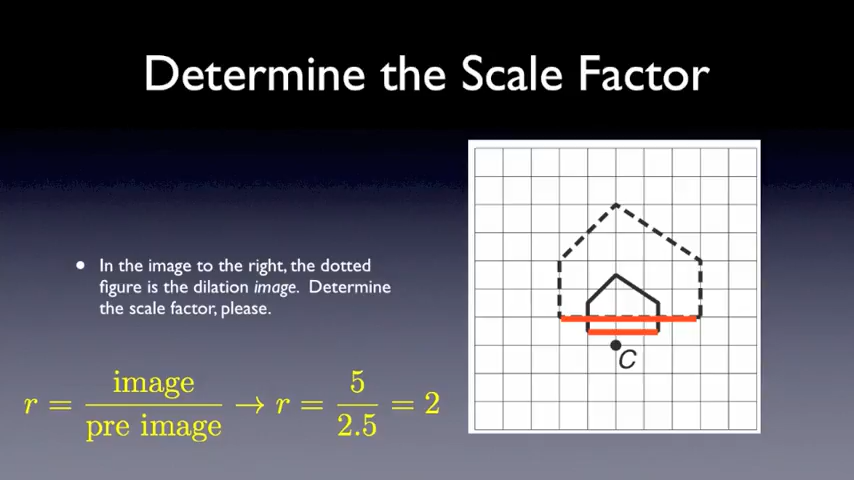 Determine the Scale Factor
• In the image to the right, the dotted
figure is the dilation image. Determine
the scale factor, please.
r = image / pre image → r = 5 / 2.5 = 2
C